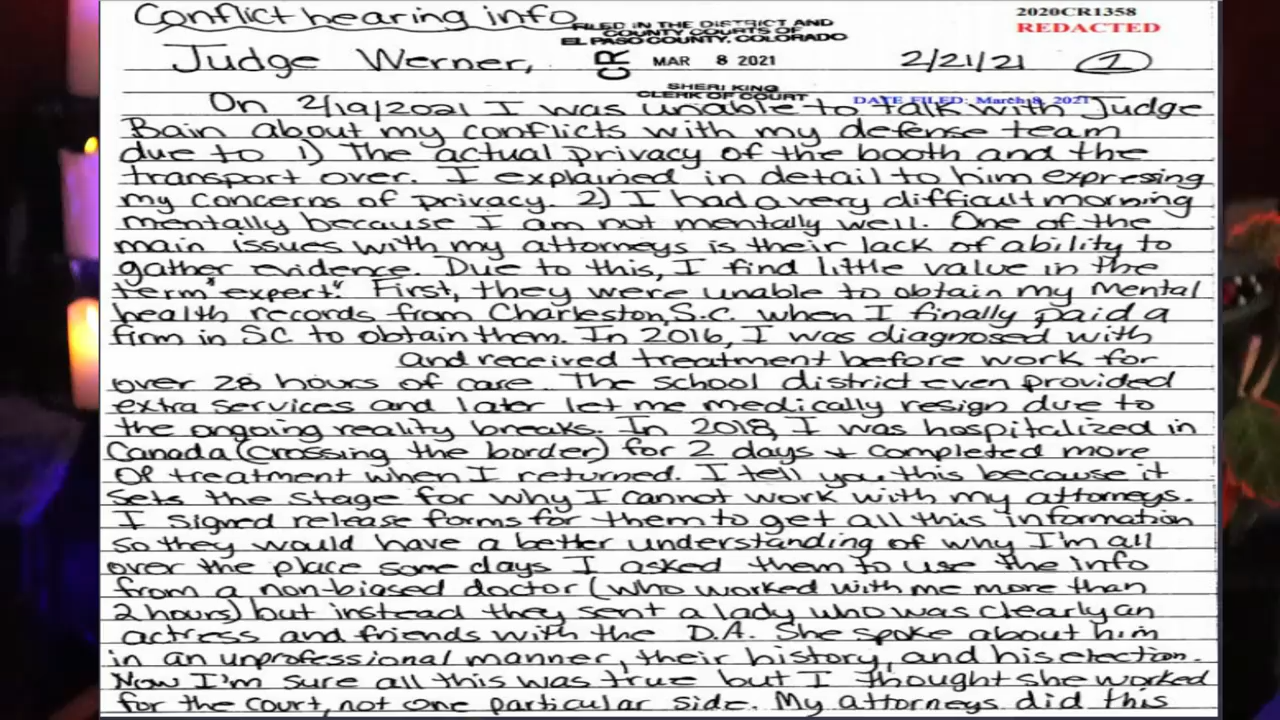 Conflict hearing info
FILED IN THE DISTRICT AND
COUNTY COURTS OF
EL PASO COUNTY, COLORADO
2020CR1358
REDACTED
Judge Werner,
CR
MAR 8 2021
2/21/21
1
SHERI KING
CLERK OF COURT
DATE FILED: March 8, 2021
On 2/19/2021 I was unable to talk with Judge
Bain about my conflicts with my defense team
due to 1) The actual privacy of the booth and the
transport over. I explained in detail to him expressing
my concerns of privacy. 2) I had a very difficult morning
mentally because I am not mentally well. One of the
main issues with my attorneys is their lack of ability to
gather evidence. Due to this, I find little value in the
term "expert". First, they were unable to obtain my mental
health records from Charleston, S.C. when I finally paid a
firm in SC to obtain them. In 2016, I was diagnosed with
and received treatment before work for
over 28 hours of care. The school district even provided
extra services and later let me medically resign due to
the ongoing reality breaks. In 2018, I was hospitalized in
Canada (crossing the border) for 2 days + completed more
of treatment when I returned. I tell you this because it
sets the stage for why I cannot work with my attorneys.
I signed release forms for them to get all this information
so they would have a better understanding of why I'm all
over the place some days. I asked them to use the info
from a non-biased doctor (who worked with me more than
2 hours) but instead they sent a lady who was clearly an
actress and friends with the D.A. She spoke about him
in an unprofessional manner, their history, and his election.
Now I'm sure all this was true but I thought she worked
for the court, not one particular side. My attorneys did this